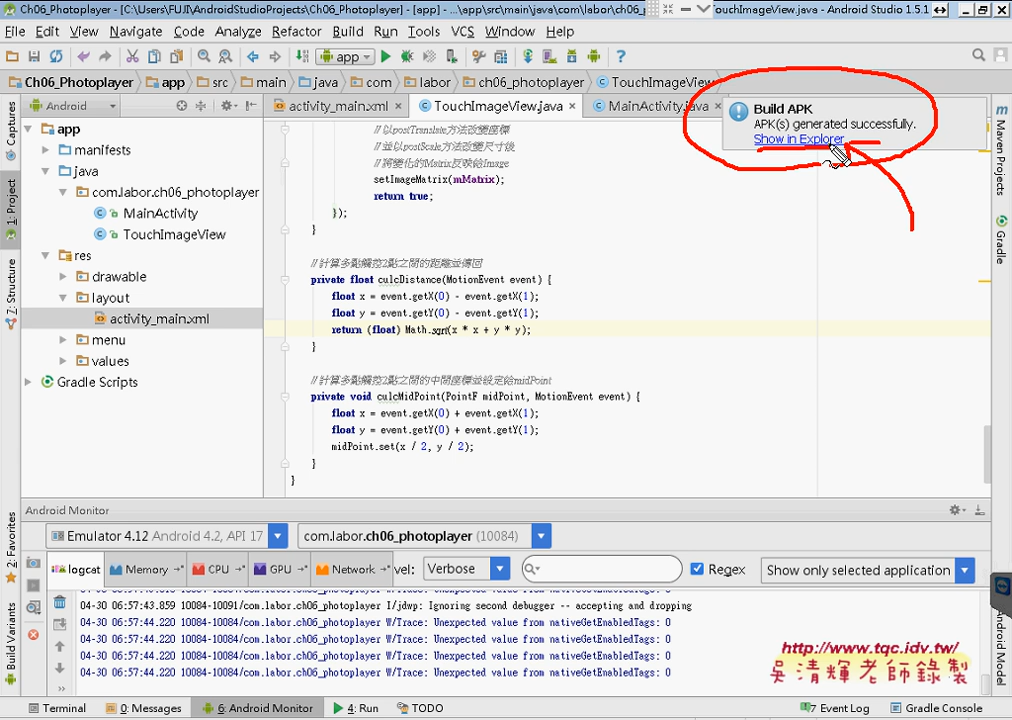 Ch06_Photoplayer - [C:\Users\FUJI\AndroidStudioProjects\Ch06_Photoplayer] - [app] - ...\app\src\main\java\com\labor\ch06_ TouchImageView.java - Android Studio 1.5.1
File Edit View Navigate Code Analyze Refactor Build Run Tools VCS Window Help
app
Ch06_Photoplayer app src main java com labor ch06_photoplayer TouchImageView
Android
activity_main.xml TouchImageView.java MainActivity.java
Build APK
APK(s) generated successfully.
Show in Explorer
Captures
1: Project
7: Structure
2: Favorites
Build Variants
Maven Projects
Gradle
Android Model
app
manifests
java
com.labor.ch06_photoplayer
MainActivity
TouchImageView
res
drawable
layout
activity_main.xml
menu
values
Gradle Scripts
//以postTranslate方法改變座標
//並以postScale方法改變尺寸後
//將變化的Matrix反映給Image
setImageMatrix(mMatrix);
return true;
});
}
//計算多點觸控2點之間的距離並傳回
private float culcDistance(MotionEvent event) {
float x = event.getX(0) - event.getX(1);
float y = event.getY(0) - event.getY(1);
return (float) Math.sqrt(x * x + y * y);
}
//計算多點觸控2點之間的中間座標並設定給midPoint
private void culcMidPoint(PointF midPoint, MotionEvent event) {
float x = event.getX(0) + event.getX(1);
float y = event.getY(0) + event.getY(1);
midPoint.set(x / 2, y / 2);
}
}
Android Monitor
Emulator 4.12 Android 4.2, API 17 com.labor.ch06_photoplayer (10084)
logcat Memory CPU GPU Network vel: Verbose Regex Show only selected application
04-30 06:57:43.859 10084-10091/com.labor.ch06_photoplayer I/jdwp: Ignoring second debugger -- accepting and dropping
04-30 06:57:44.220 10084-10084/com.labor.ch06_photoplayer W/Trace: Unexpected value from nativeGetEnabledTags: 0
04-30 06:57:44.220 10084-10084/com.labor.ch06_photoplayer W/Trace: Unexpected value from nativeGetEnabledTags: 0
04-30 06:57:44.220 10084-10084/com.labor.ch06_photoplayer W/Trace: Unexpected value from nativeGetEnabledTags: 0
04-30 06:57:44.220 10084-10084/com.labor.ch06_photoplayer W/Trace: Unexpected value from nativeGetEnabledTags: 0
http://www.tqc.idv.tw/
吳清輝老師錄製
Terminal 0: Messages 6: Android Monitor 4: Run TODO 7 Event Log Gradle Console